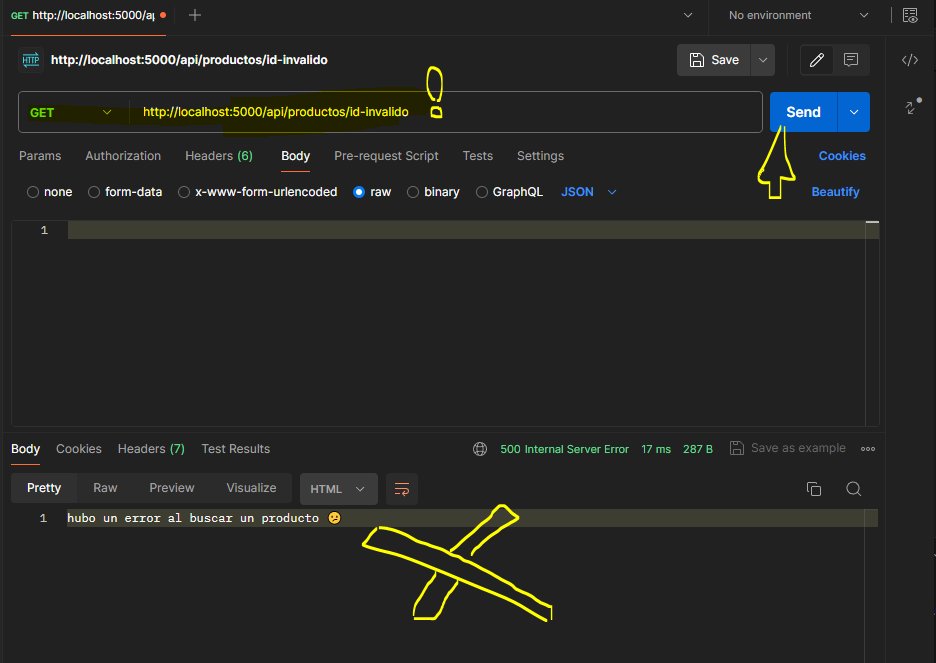 GET http://localhost:5000/a
No environment
HTTP http://localhost:5000/api/productos/id-invalido
Save
GET http://localhost:5000/api/productos/id-invalido
Send
Params Authorization Headers (6) Body Pre-request Script Tests Settings Cookies
none form-data x-www-form-urlencoded raw binary GraphQL JSON Beautify
1
Body Cookies Headers (7) Test Results 500 Internal Server Error 17 ms 287 B Save as example
Pretty Raw Preview Visualize HTML
1 hubo un error al buscar un producto 😕